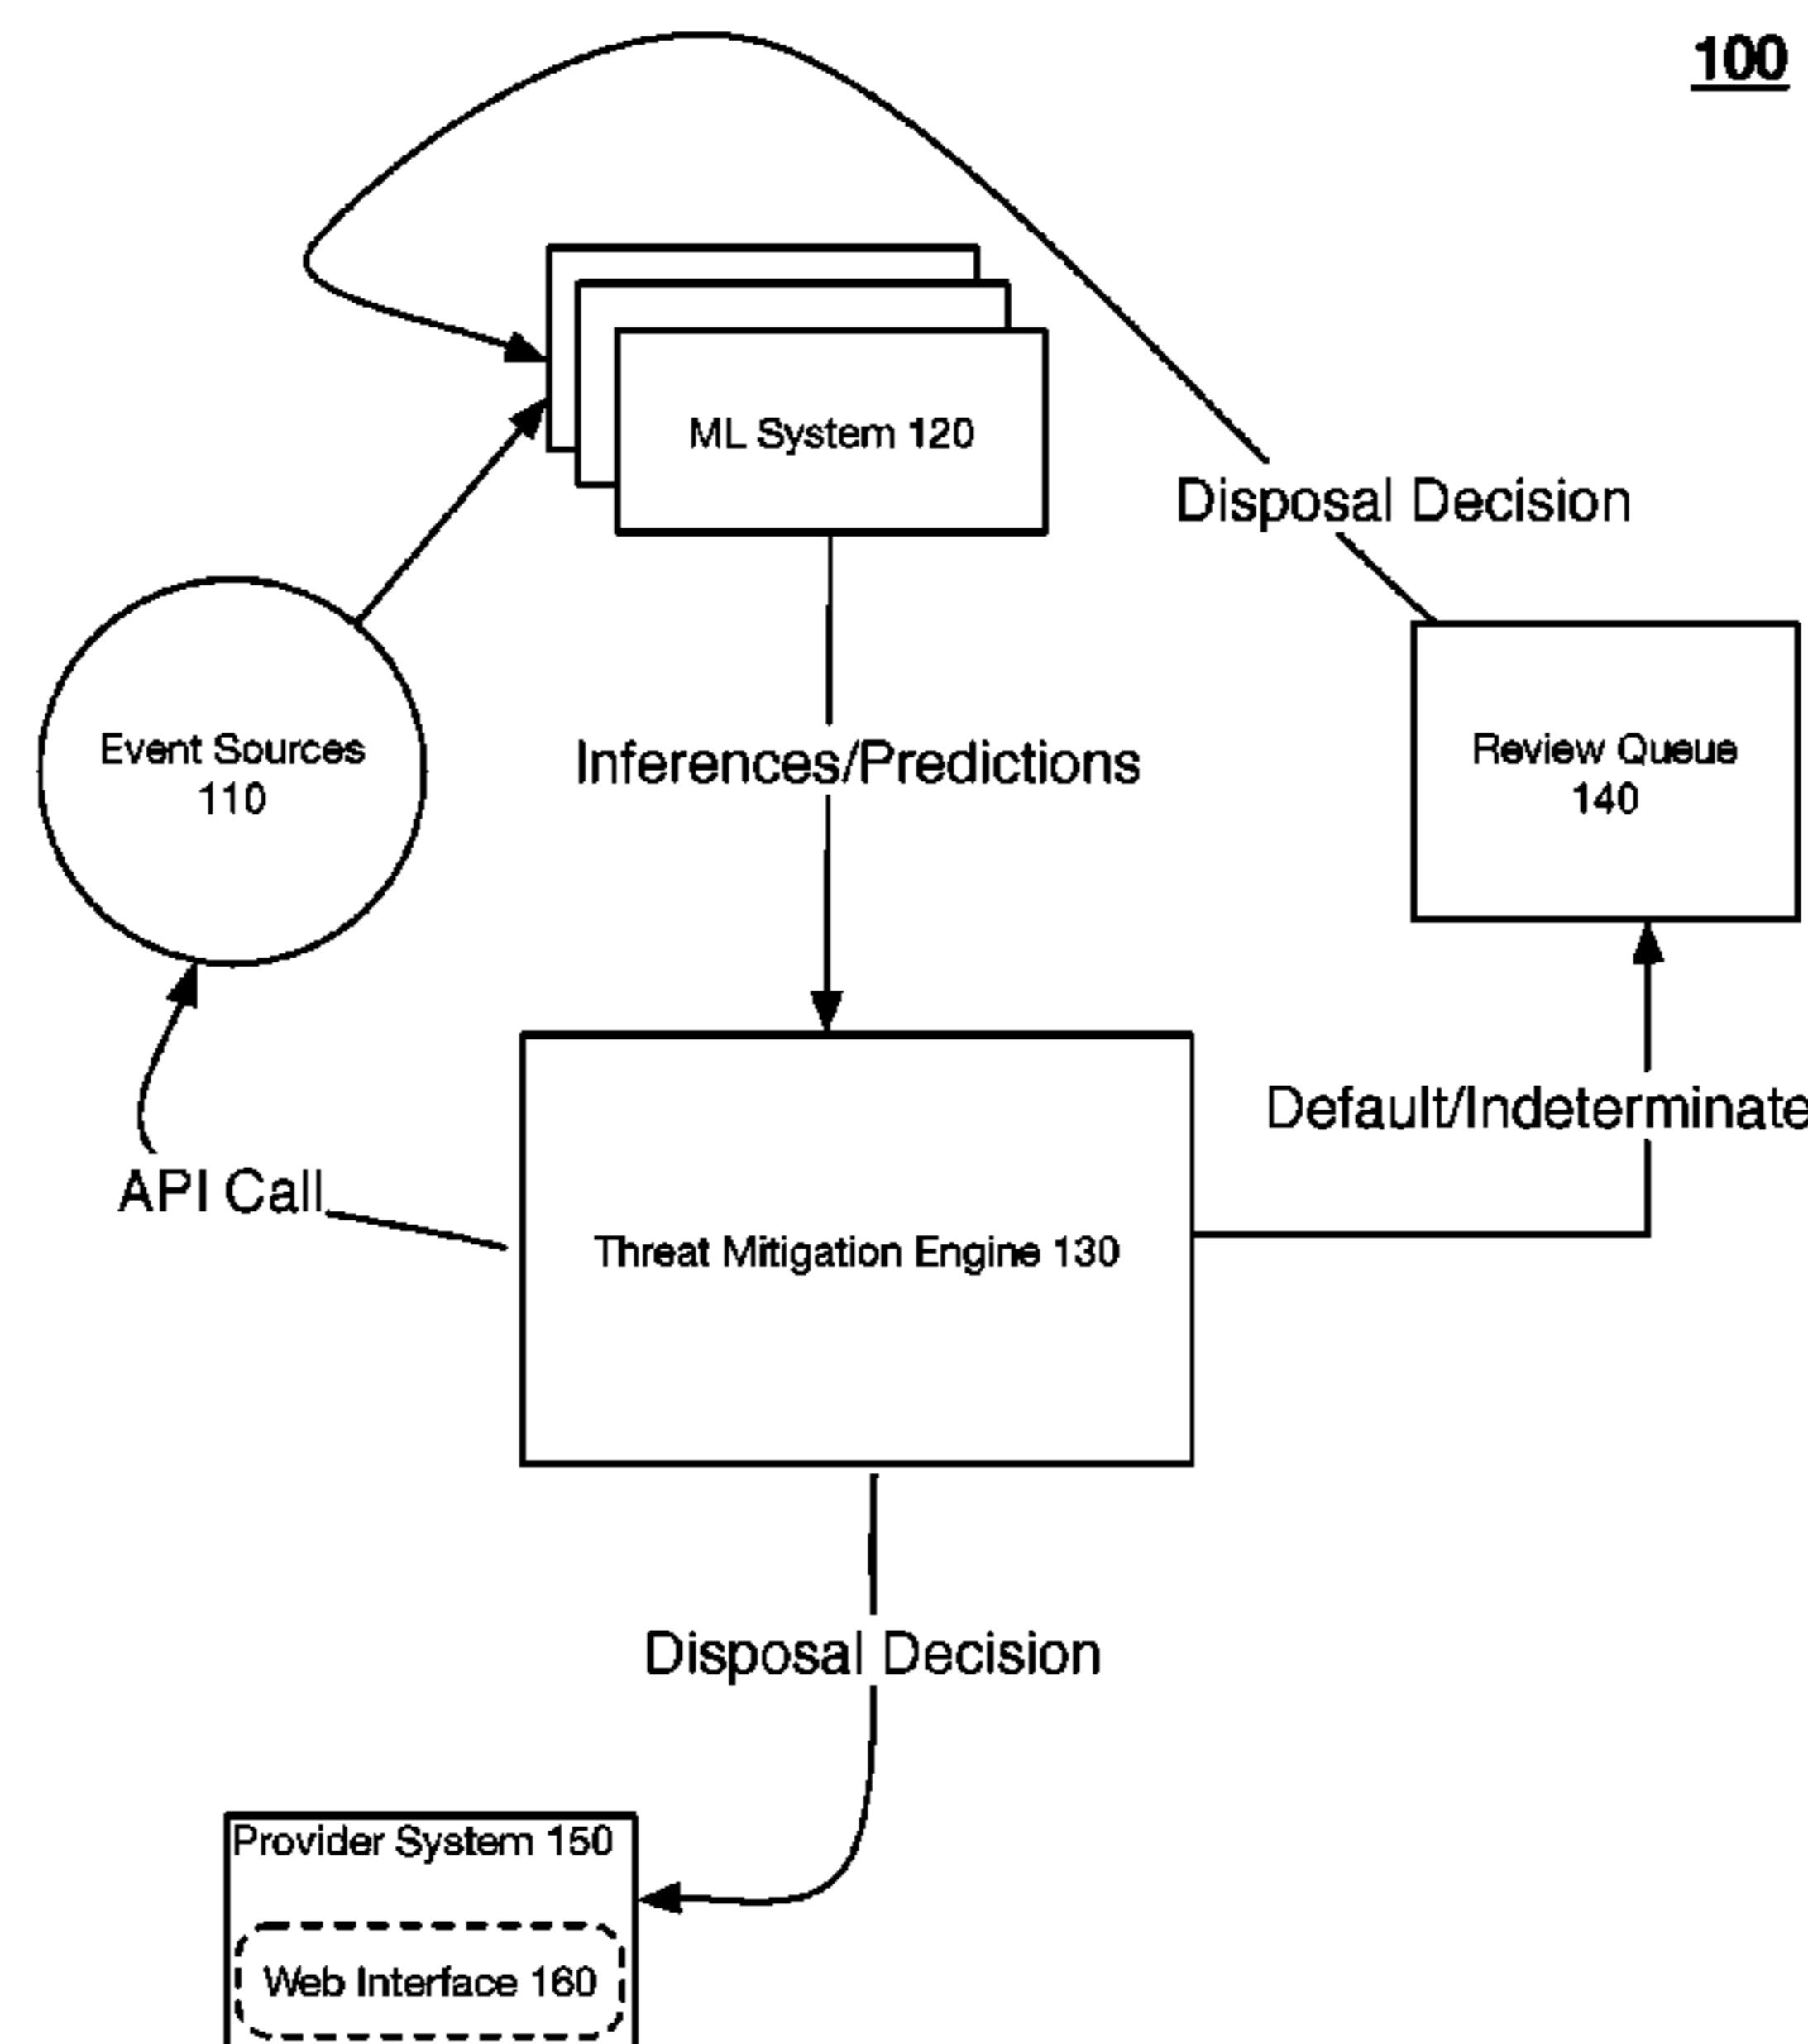 100
ML System 120
Disposal Decision
Event Sources
110
Inferences/Predictions
Review Queue
140
Default/Indeterminate
API Call
Threat Mitigation Engine 130
Disposal Decision
Provider System 150
Web Interface 160